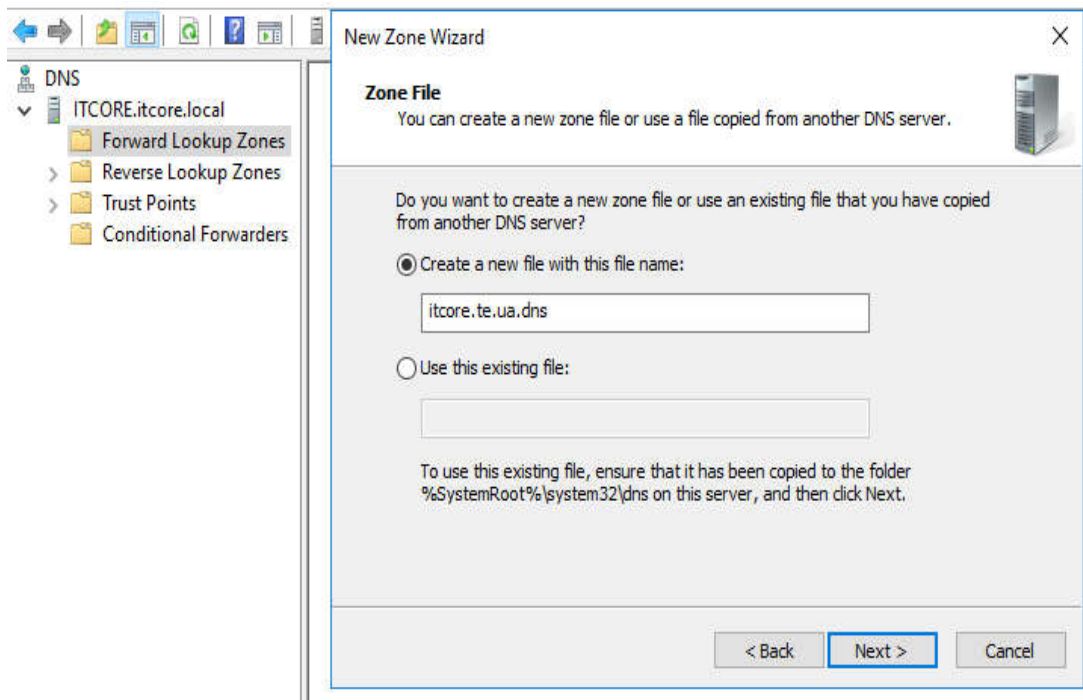 DNS
ITCORE.itcore.local
Forward Lookup Zones
Reverse Lookup Zones
Trust Points
Conditional Forwarders
New Zone Wizard
Zone File
You can create a new zone file or use a file copied from another DNS server.
Do you want to create a new zone file or use an existing file that you have copied
from another DNS server?
Create a new file with this file name:
itcore.te.ua.dns
Use this existing file:
To use this existing file, ensure that it has been copied to the folder
%SystemRoot%\system32\dns on this server, and then click Next.
< Back
Next >
Cancel